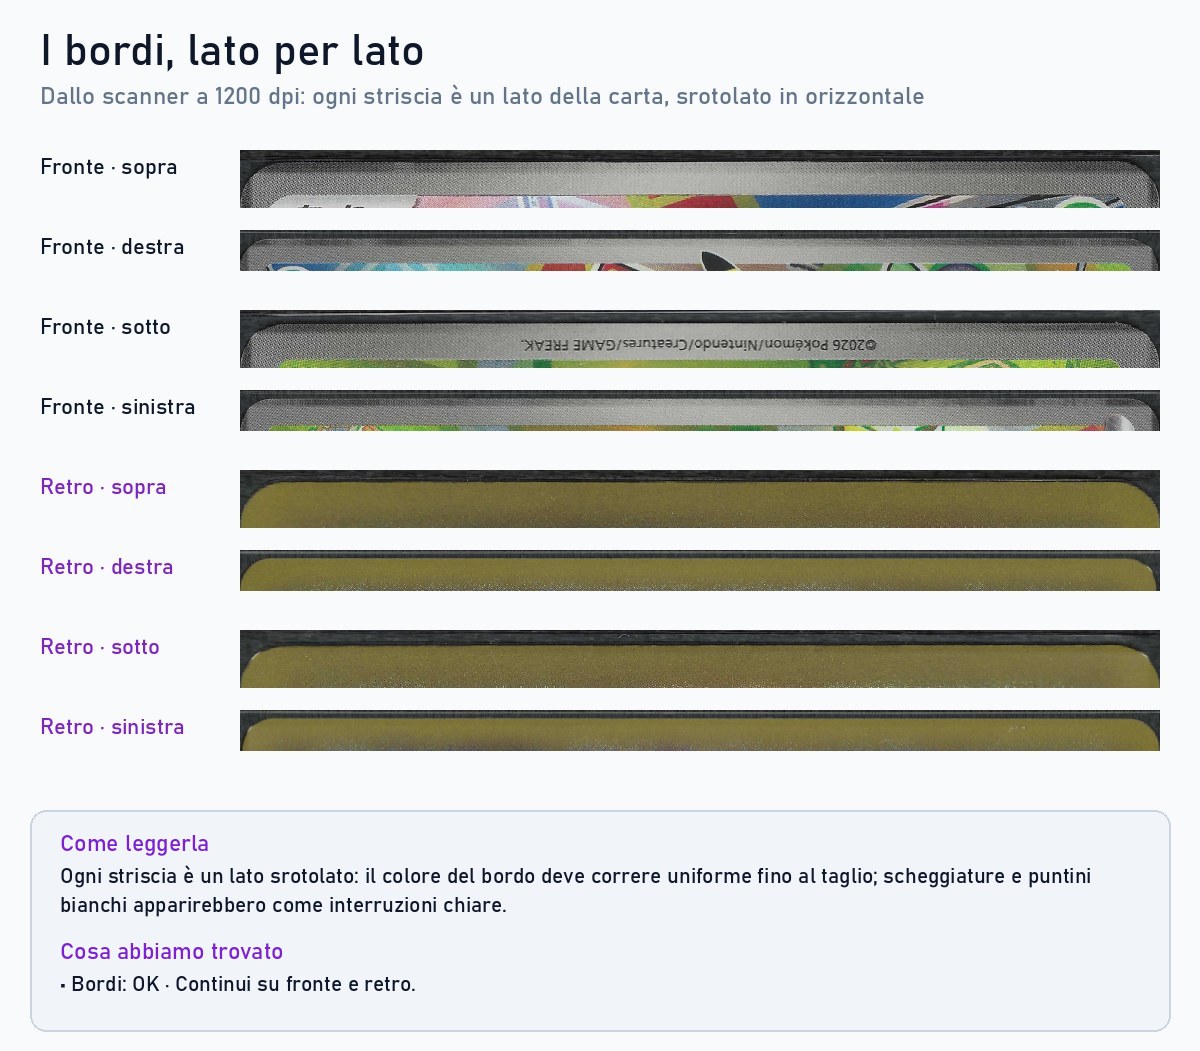 I bordi, lato per lato
Dallo scanner a 1200 dpi: ogni striscia è un lato della carta, srotolato in orizzontale
Fronte · sopra
Fronte · destra
Fronte · sotto
©2026 Pokémon/Nintendo/Creatures/GAME FREAK.
Fronte · sinistra
Retro · sopra
Retro · destra
Retro · sotto
Retro · sinistra
Come leggerla
Ogni striscia è un lato srotolato: il colore del bordo deve correre uniforme fino al taglio; scheggiature e puntini
bianchi apparirebbero come interruzioni chiare.
Cosa abbiamo trovato
· Bordi: OK · Continui su fronte e retro.